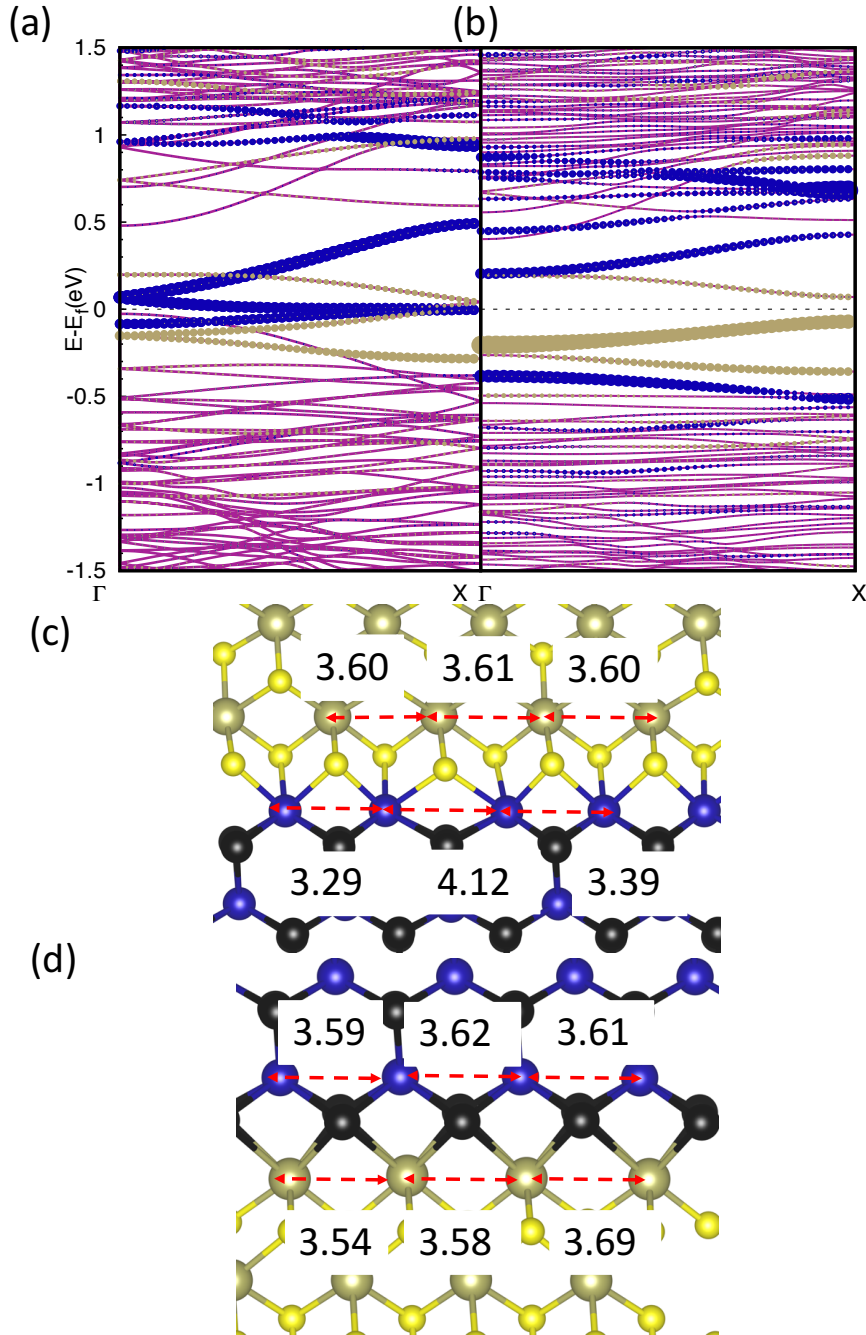 (a)
(b)
1.5
1
0.5
0
-0.5
-1
-1.5
E-Ef(eV)
Γ
X
Γ
X
(c)
3.60 3.61 3.60
3.29 4.12 3.39
(d)
3.59 3.62 3.61
3.54 3.58 3.69